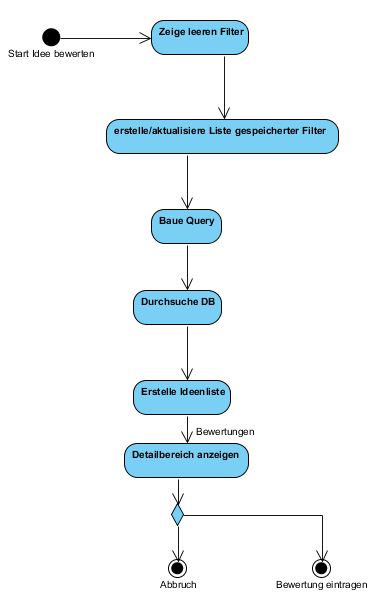 Zeige leeren Filter
Start Idee bewerten
erstelle/aktualisiere Liste gespeicherter Filter
Baue Query
Durchsuche DB
Erstelle Ideenliste
Bewertungen
Detailbereich anzeigen
Abbruch
Bewertung eintragen